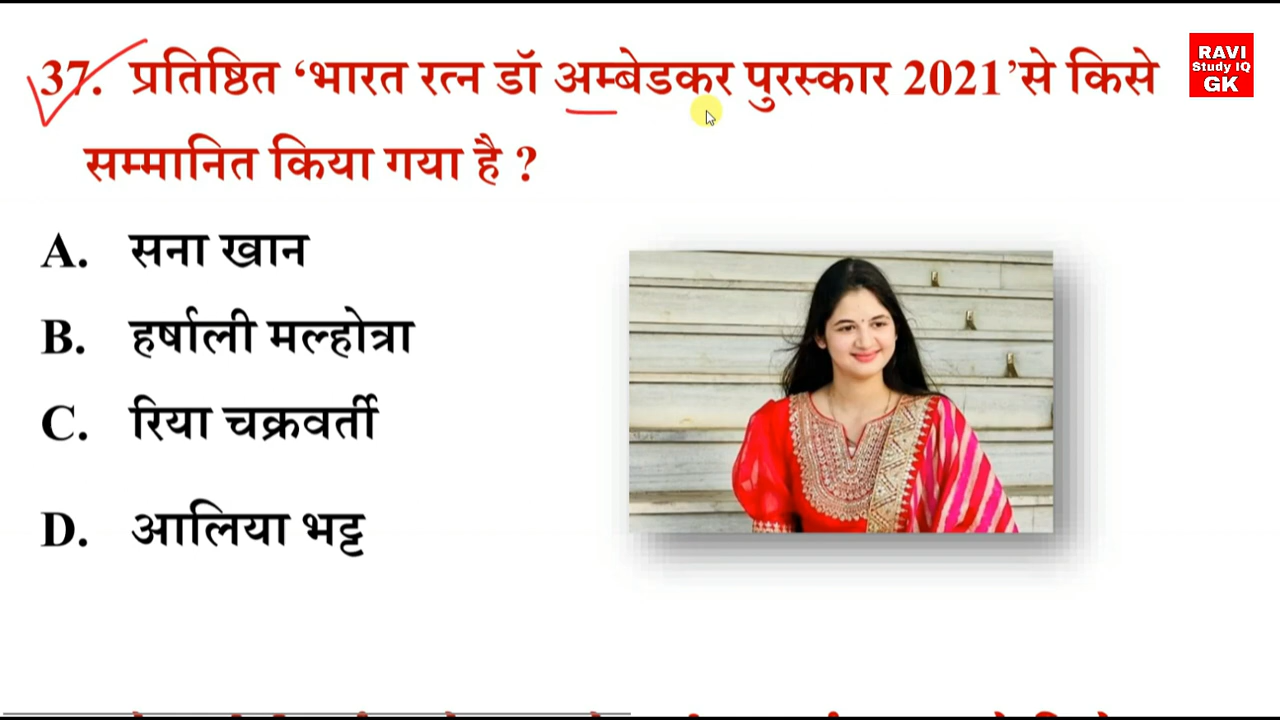 RAVI
Study IQ
GK
37. प्रतिष्ठित ‘भारत रत्न डॉ अम्बेडकर पुरस्कार 2021’से किसे
सम्मानित किया गया है ?
A. सना खान
B. हर्षाली मल्होत्रा
C. रिया चक्रवर्ती
D. आलिया भट्ट